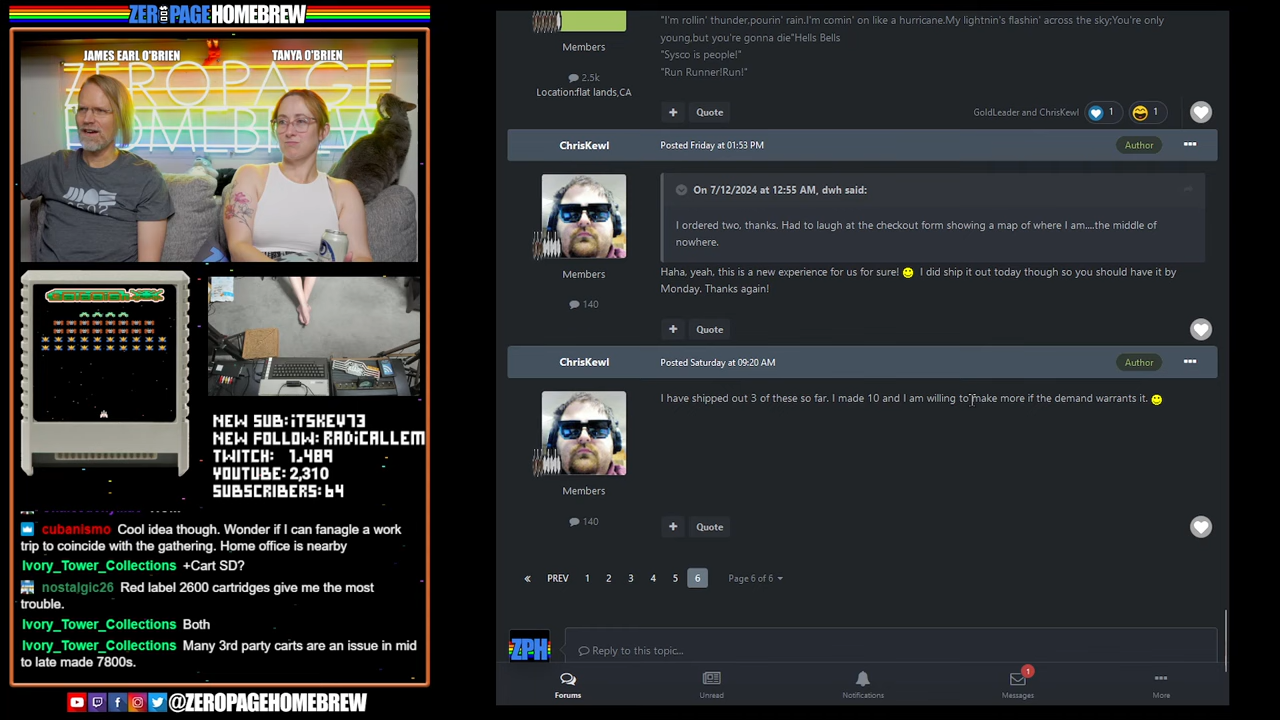 ZERO PAGE HOMEBREW
JAMES EARL O'BRIEN
TANYA O'BRIEN
ZEROPAGE
HOMEBREW
6502
NEW SUB: iTSKEV73
NEW FOLLOW: RADiCALLEM
TWITCH: 1,489
YOUTUBE: 2,310
SUBSCRIBERS: 64
cubanismo Cool idea though. Wonder if I can fanagle a work
trip to coincide with the gathering. Home office is nearby
Ivory_Tower_Collections +Cart SD?
nostalgic26 Red label 2600 cartridges give me the most
trouble.
Ivory_Tower_Collections Both
Ivory_Tower_Collections Many 3rd party carts are an issue in mid
to late made 7800s.
@ZEROPAGEHOMEBREW
"I'm rollin' thunder,pourin' rain.I'm comin' on like a hurricane.My lightnin's flashin' across the sky;You're only
young,but you're gonna die"Hells Bells
"Sysco is people!"
"Run Runner!Run!"
Members
2.5k
Location:flat lands,CA
+ Quote
GoldLeader and ChrisKewl 1 1
ChrisKewl Posted Friday at 01:53 PM Author
On 7/12/2024 at 12:55 AM, dwh said:
I ordered two, thanks. Had to laugh at the checkout form showing a map of where I am....the middle of
nowhere.
Haha, yeah, this is a new experience for us for sure! I did ship it out today though so you should have it by
Monday. Thanks again!
Members
140
+ Quote
ChrisKewl Posted Saturday at 09:20 AM Author
I have shipped out 3 of these so far. I made 10 and I am willing to make more if the demand warrants it.
Members
140
+ Quote
« PREV 1 2 3 4 5 6 Page 6 of 6
ZPH
Reply to this topic...
1
Forums Unread Notifications Messages More